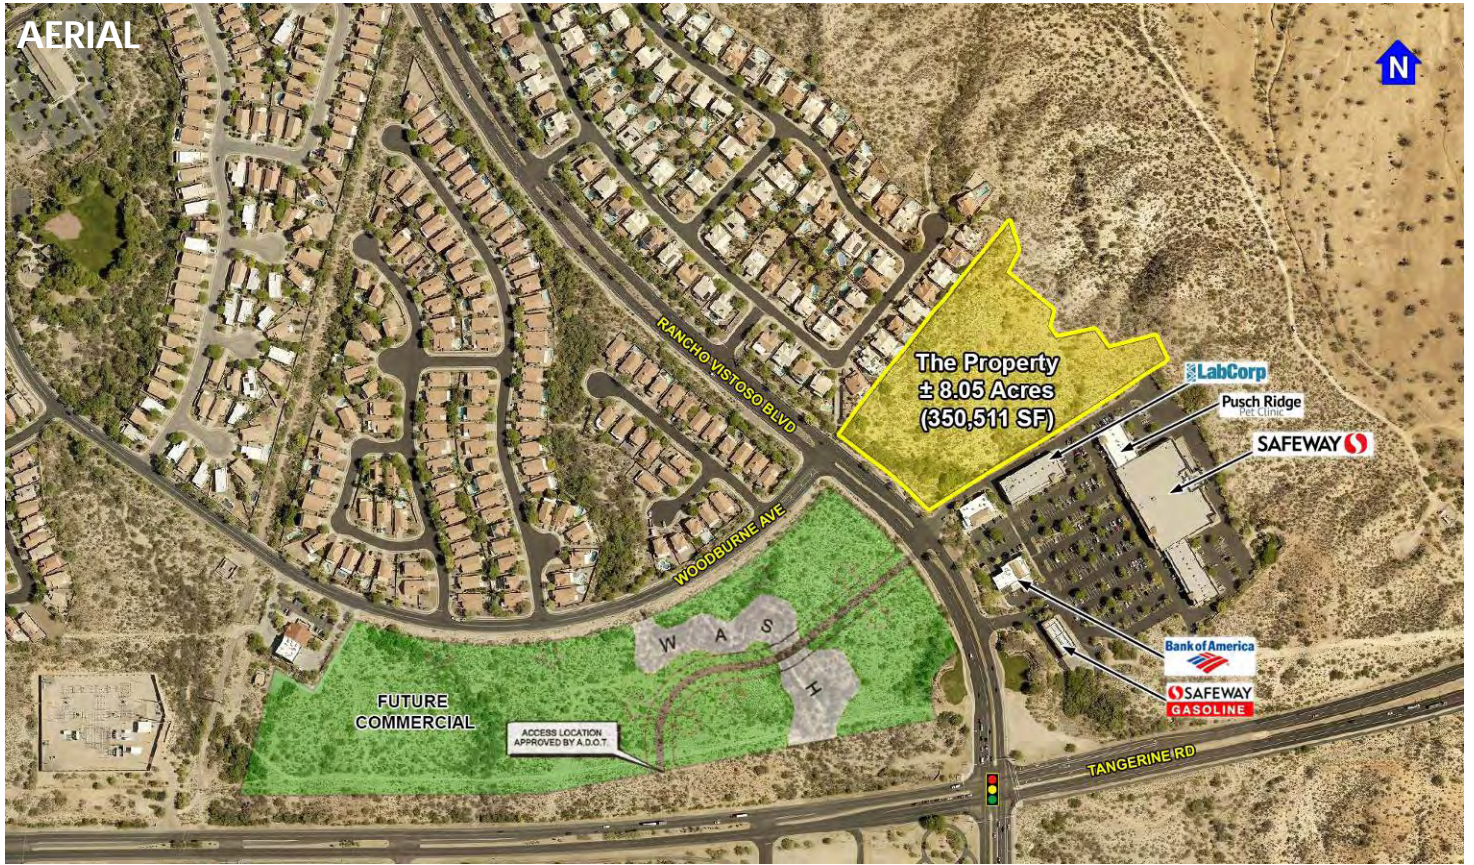 AERIAL
N
RANCHO VISTOSO BLVD
The Property
± 8.05 Acres
(350,511 SF)
LabCorp
Pusch Ridge
Pet Clinic
SAFEWAY
WOODBURNE AVE
W A S H
FUTURE
COMMERCIAL
ACCESS LOCATION
APPROVED BY A.D.O.T.
Bank of America
SAFEWAY
GASOLINE
TANGERINE RD